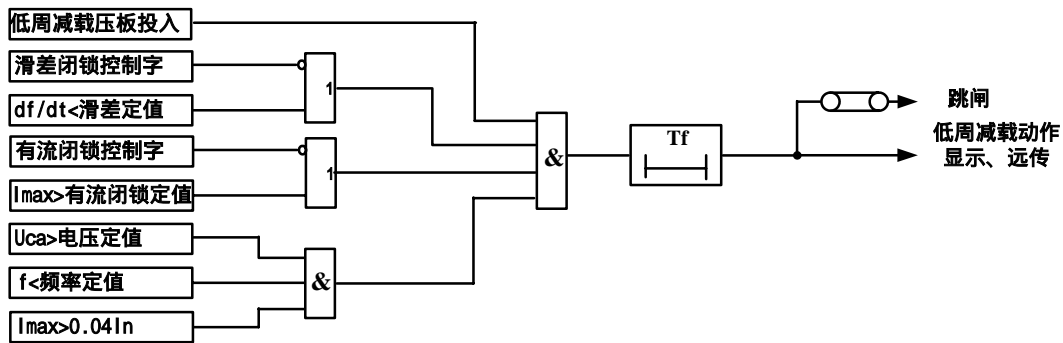 低周减载压板投入
滑差闭锁控制字
df/dt<滑差定值
有流闭锁控制字
Imax>有流闭锁定值
Uca>电压定值
f<频率定值
Imax>0.04In
1
1
&
&
Tf
跳闸
低周减载动作
显示、远传